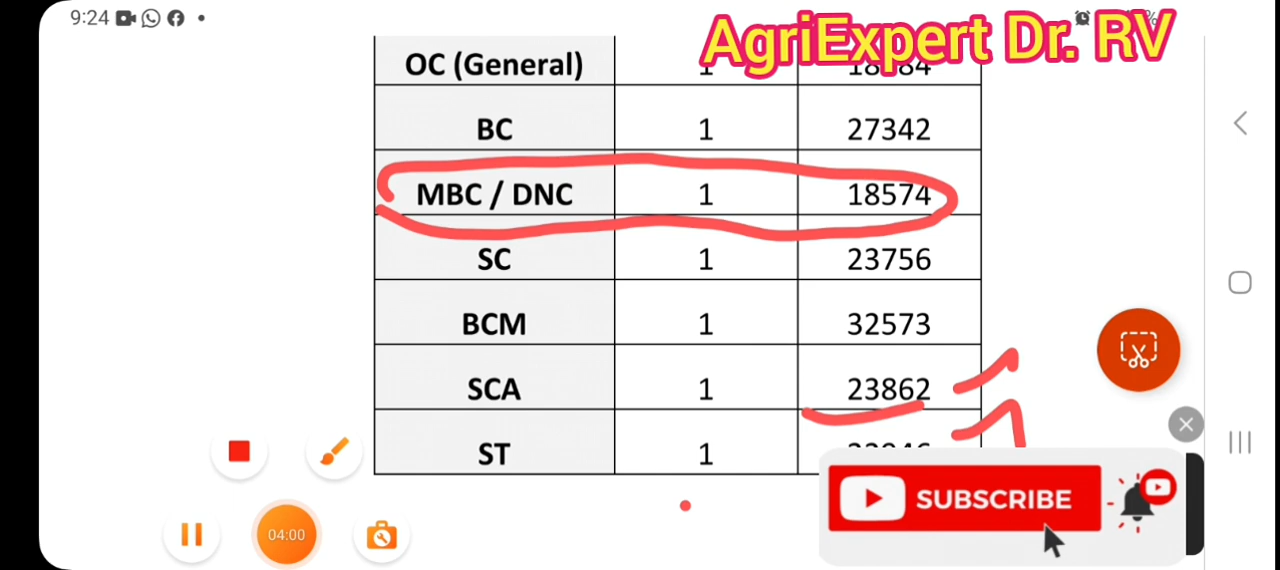 9:24
AgriExpert Dr. RV
OC (General) 1
BC 1 27342
MBC / DNC 1 18574
SC 1 23756
BCM 1 32573
SCA 1 23862
ST 1
SUBSCRIBE
04:00